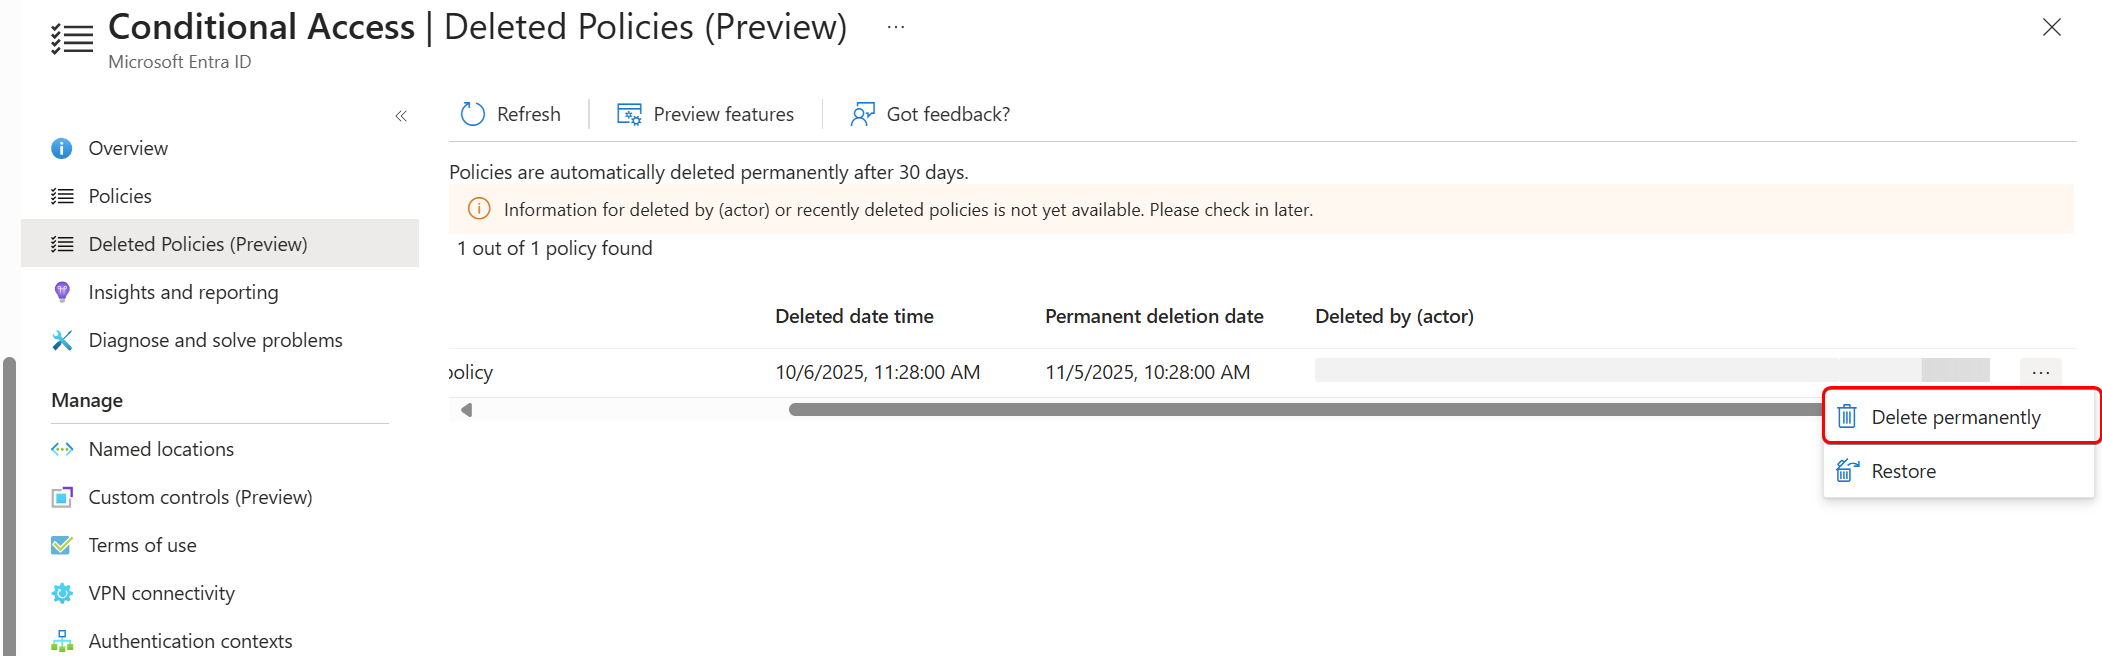 Conditional Access | Deleted Policies (Preview) ...
Microsoft Entra ID
«
Refresh
Preview features
Got feedback?
Overview
Policies
Deleted Policies (Preview)
Insights and reporting
Diagnose and solve problems
Manage
Named locations
Custom controls (Preview)
Terms of use
VPN connectivity
Authentication contexts
Policies are automatically deleted permanently after 30 days.
Information for deleted by (actor) or recently deleted policies is not yet available. Please check in later.
1 out of 1 policy found
Deleted date time Permanent deletion date Deleted by (actor)
policy 10/6/2025, 11:28:00 AM 11/5/2025, 10:28:00 AM ...
Delete permanently
Restore